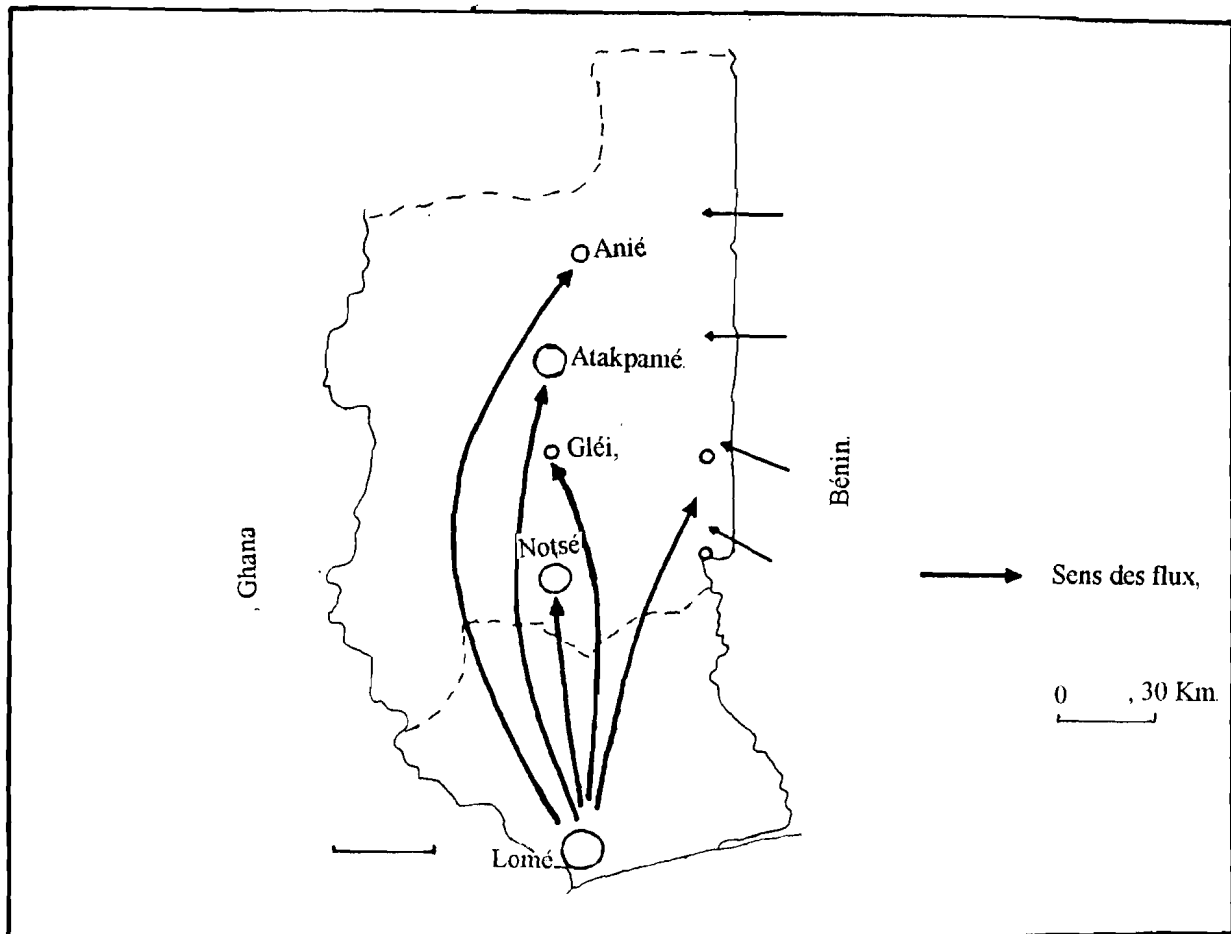 Anié
Atakpamé
Gléi,
Notsé
Lomé
Ghana
Bénin.
Sens des flux,
0 , 30 Km.